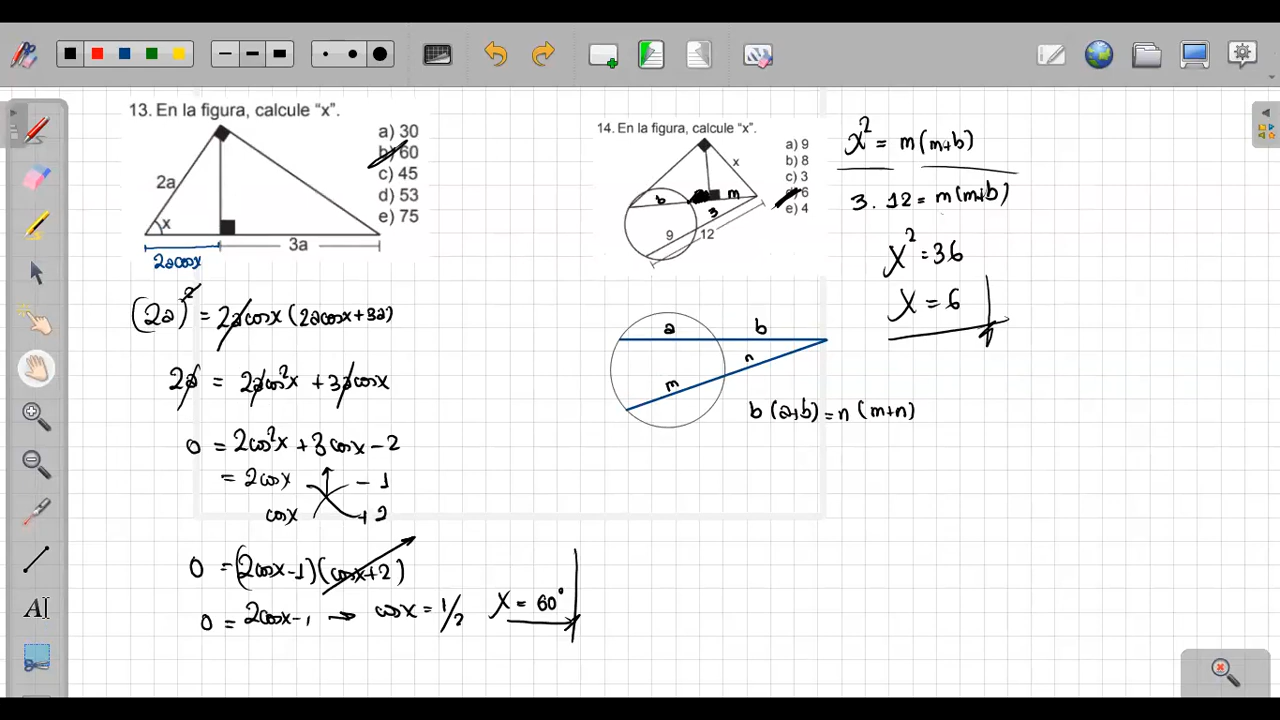 13. En la figura, calcule “x”.
a) 30
b) 60
c) 45
d) 53
e) 75
2a
x
3a
2acosx
(2a)² = 2acosx (2acosx+3a)
2a = 2acos²x + 3acosx
0 = 2cos²x + 3cosx - 2
= 2cosx - 1
cosx + 2
0 = (2cosx-1)(cosx+2)
0 = 2cosx-1 → cosx = 1/2 x = 60°
14. En la figura, calcule “x”.
a) 9
b) 8
c) 3
6
e) 4
x
b
m
3
9
12
a
b
n
m
b(a+b) = n(m+n)
x² = m(m+b)
3. 12 = m(m+b)
x² = 36
x = 6
AI